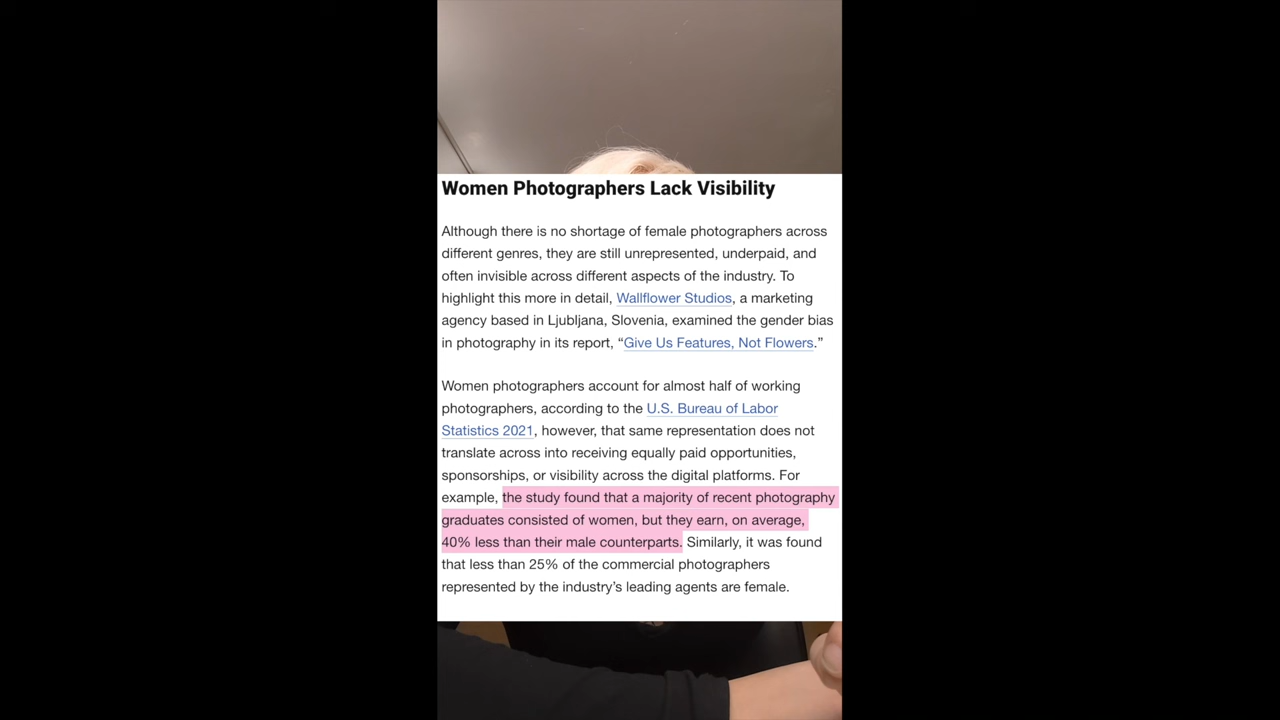 Women Photographers Lack Visibility
Although there is no shortage of female photographers across
different genres, they are still unrepresented, underpaid, and
often invisible across different aspects of the industry. To
highlight this more in detail, Wallflower Studios, a marketing
agency based in Ljubljana, Slovenia, examined the gender bias
in photography in its report, “Give Us Features, Not Flowers.”
Women photographers account for almost half of working
photographers, according to the U.S. Bureau of Labor
Statistics 2021, however, that same representation does not
translate across into receiving equally paid opportunities,
sponsorships, or visibility across the digital platforms. For
example, the study found that a majority of recent photography
graduates consisted of women, but they earn, on average,
40% less than their male counterparts. Similarly, it was found
that less than 25% of the commercial photographers
represented by the industry’s leading agents are female.